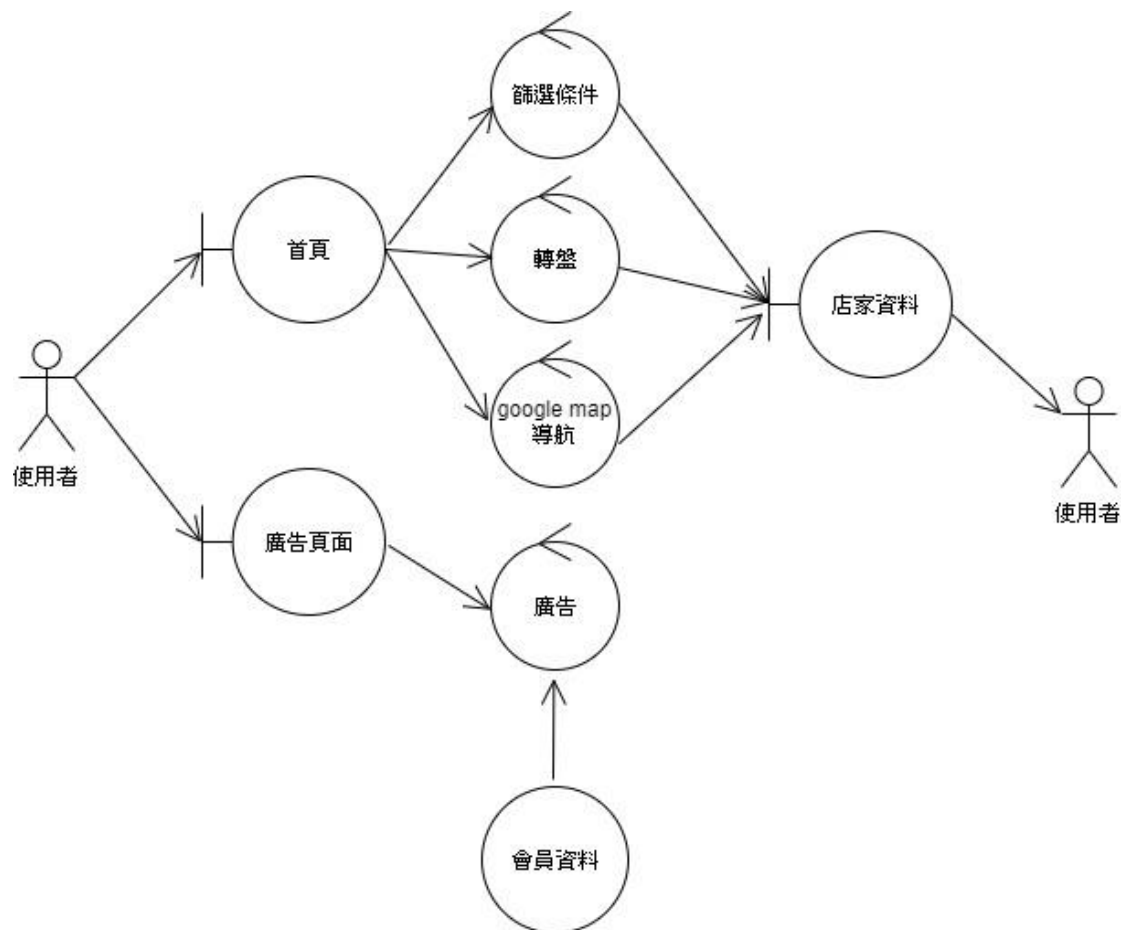 篩選條件
首頁
轉盤
店家資料
google map
導航
使用者
使用者
廣告頁面
廣告
會員資料